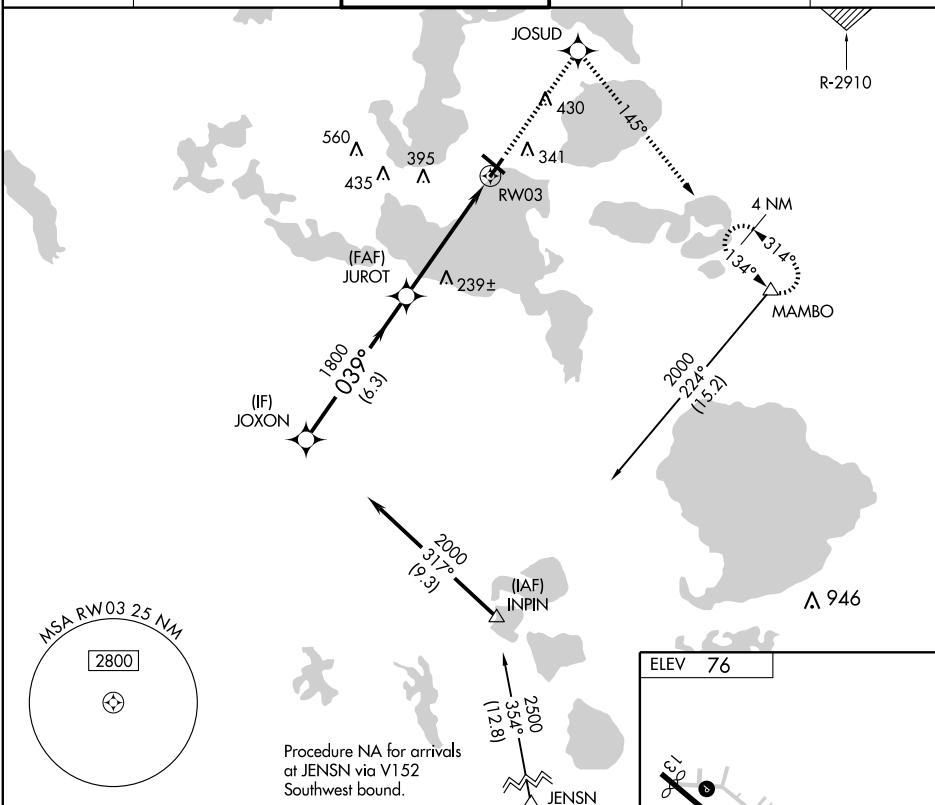 JOSUD
R-2910
430
145°
560
395
341
435
RW03
4 NM
314°
134°
(FAF)
JUROT
239±
MAMBO
1800
039°
(6.3)
2000
224°
(15.2)
(IF)
JOXON
2000
317°
(9.3)
(IAF)
INPIN
946
MSA RW03 25 NM
2800
ELEV 76
2500
354°
(12.8)
Procedure NA for arrivals
at JENSN via V152
Southwest bound.
JENSN
133
P